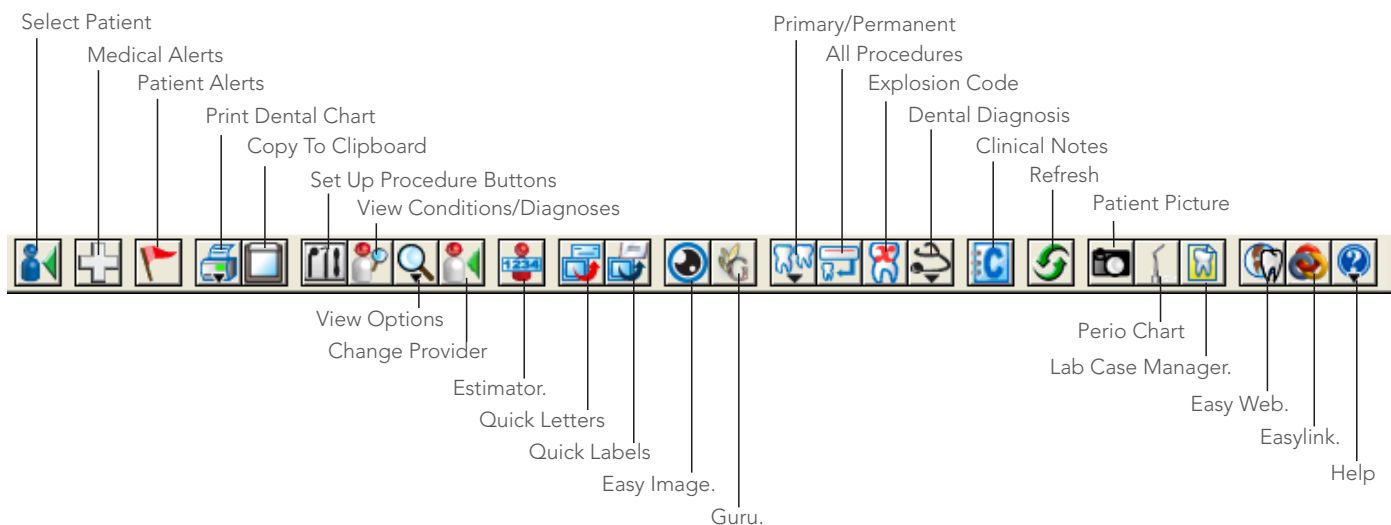 Select Patient
Primary/Permanent
Medical Alerts
All Procedures
Patient Alerts
Explosion Code
Print Dental Chart
Dental Diagnosis
Copy To Clipboard
Clinical Notes
Set Up Procedure Buttons
Refresh
View Conditions/Diagnoses
Patient Picture
1234
C
G
?
View Options
Perio Chart
Change Provider
Lab Case Manager.
Estimator.
Easy Web.
Quick Letters
Easylink.
Quick Labels
Help
Easy Image.
Guru.